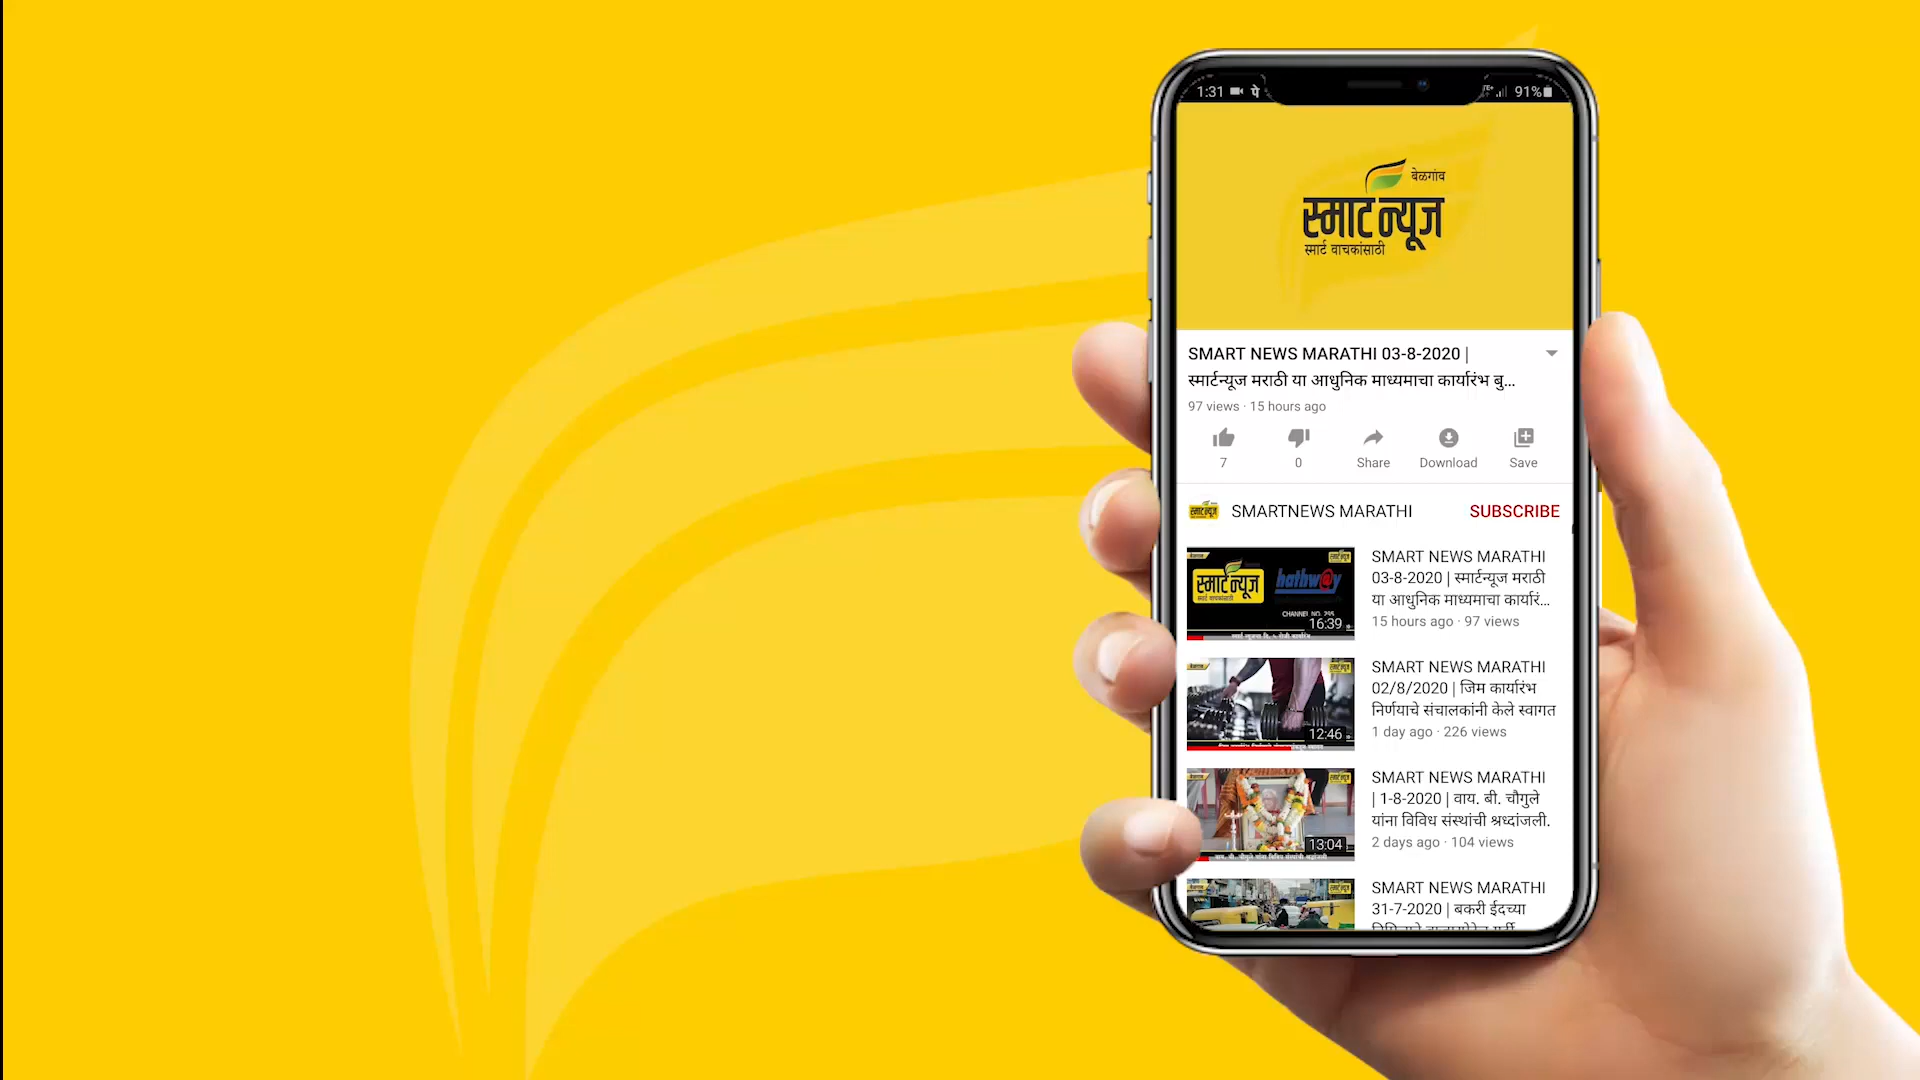 1:31 पे 91%
बेळगांव
स्मार्ट न्यूज
स्मार्ट वाचकांसाठी
SMART NEWS MARATHI 03-8-2020 |
स्मार्टन्यूज मराठी या आधुनिक माध्यमाचा कार्यारंभ बु...
97 views · 15 hours ago
7 0 Share Download Save
स्मार्ट न्यूज SMARTNEWS MARATHI SUBSCRIBE
स्मार्ट न्यूज hathway
CHANNEL NO. 295
16:39
SMART NEWS MARATHI
03-8-2020 | स्मार्टन्यूज मराठी
या आधुनिक माध्यमाचा कार्यारं...
15 hours ago · 97 views
12:46
SMART NEWS MARATHI
02/8/2020 | जिम कार्यारंभ
निर्णयाचे संचालकांनी केले स्वागत
1 day ago · 226 views
13:04
SMART NEWS MARATHI
| 1-8-2020 | वाय. बी. चौगुले
यांना विविध संस्थांची श्रध्दांजली.
2 days ago · 104 views
SMART NEWS MARATHI
31-7-2020 | बकरी ईदच्या